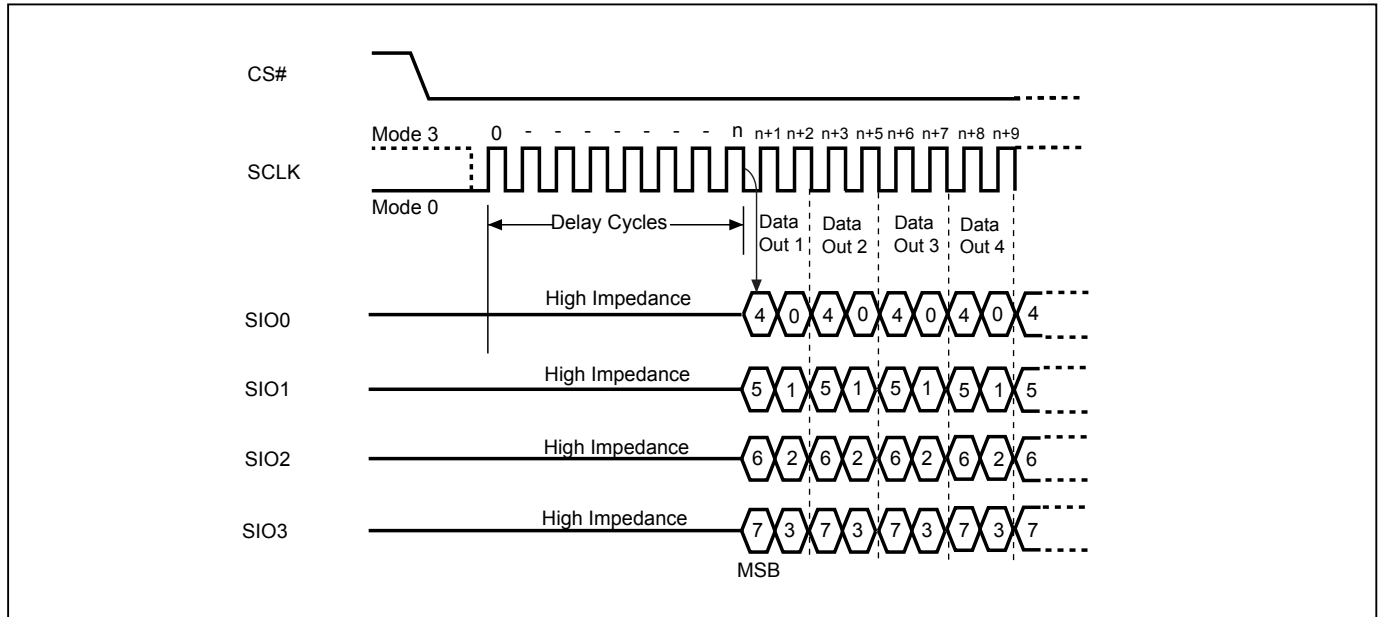 CS#
Mode 3
0 - - - - - - - n n+1 n+2 n+3 n+5 n+6 n+7 n+8 n+9
SCLK
Mode 0
Delay Cycles
Data Out 1
Data Out 2
Data Out 3
Data Out 4
High Impedance
SIO0
4 0 4 0 4 0 4 0 4
High Impedance
SIO1
5 1 5 1 5 1 5 1 5
High Impedance
SIO2
6 2 6 2 6 2 6 2 6
High Impedance
SIO3
7 3 7 3 7 3 7 3 7
MSB